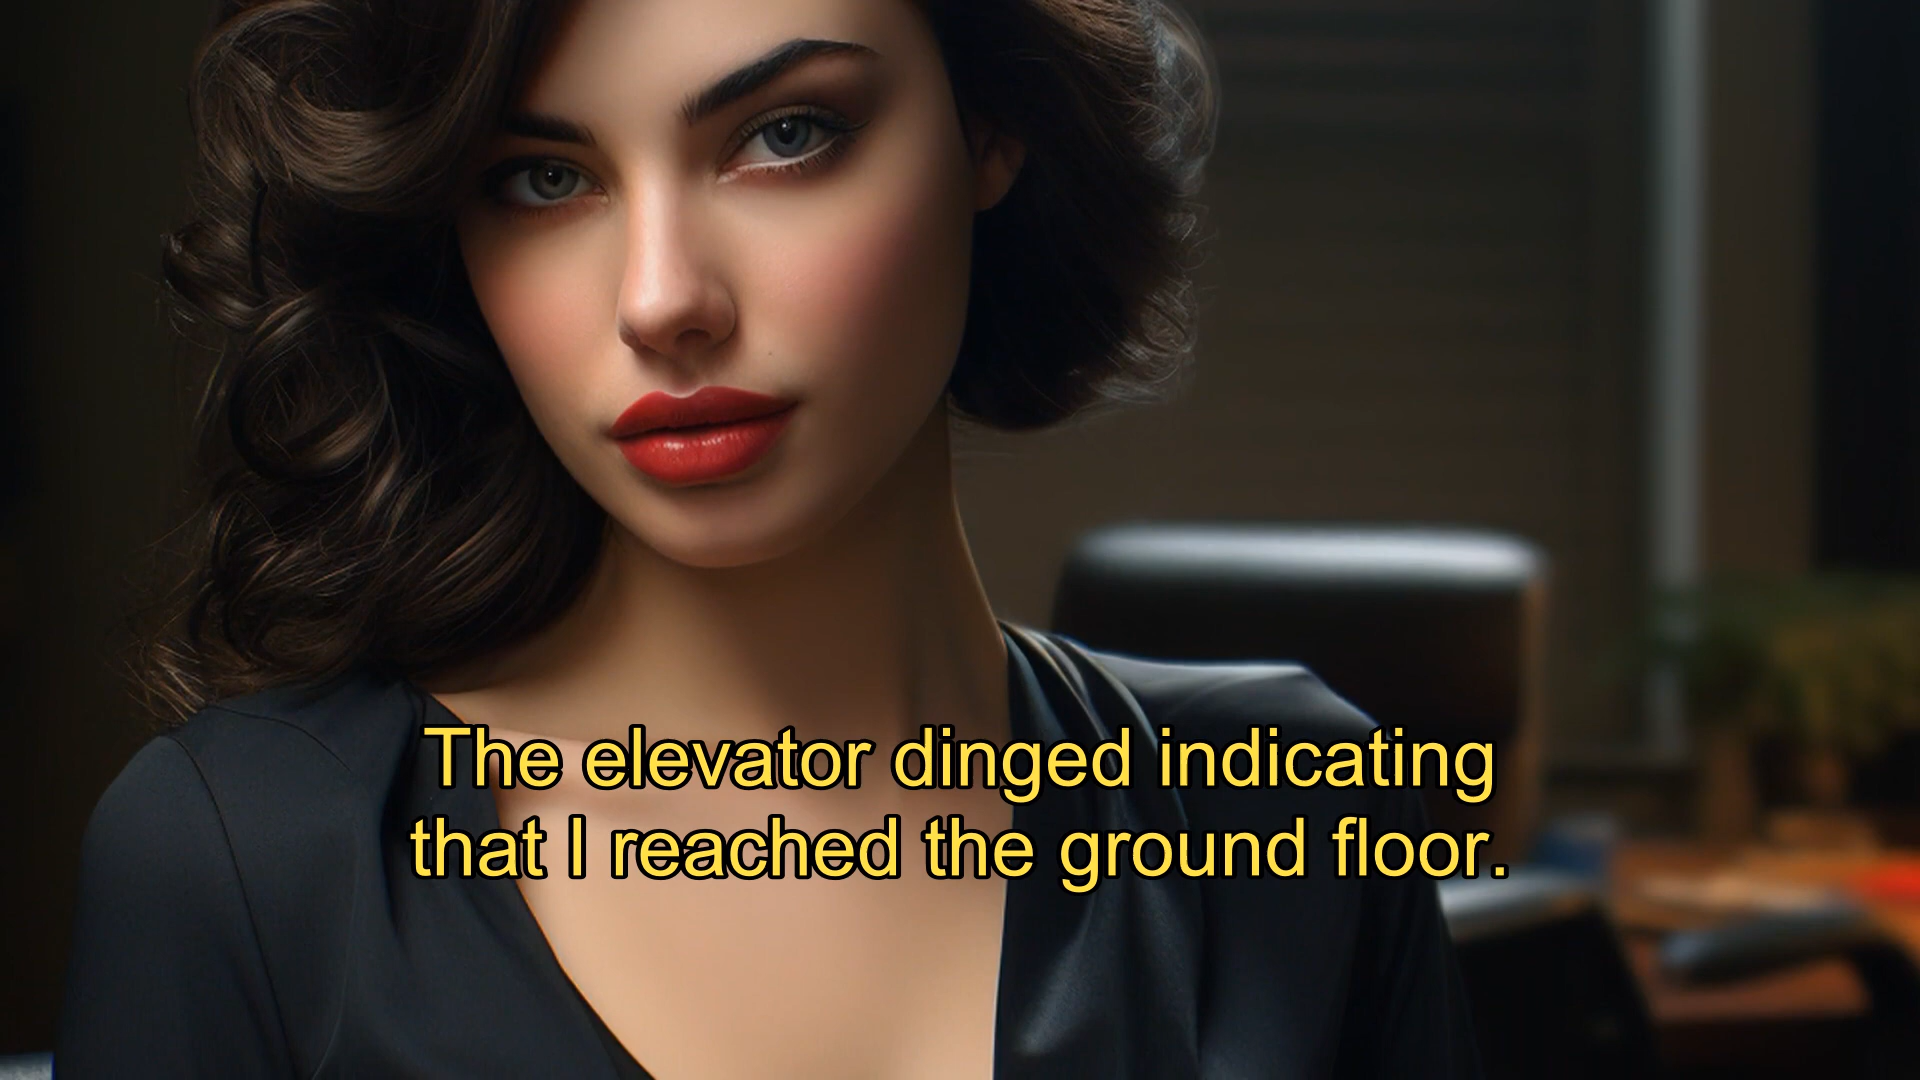 The elevator dinged indicating
that I reached the ground floor.